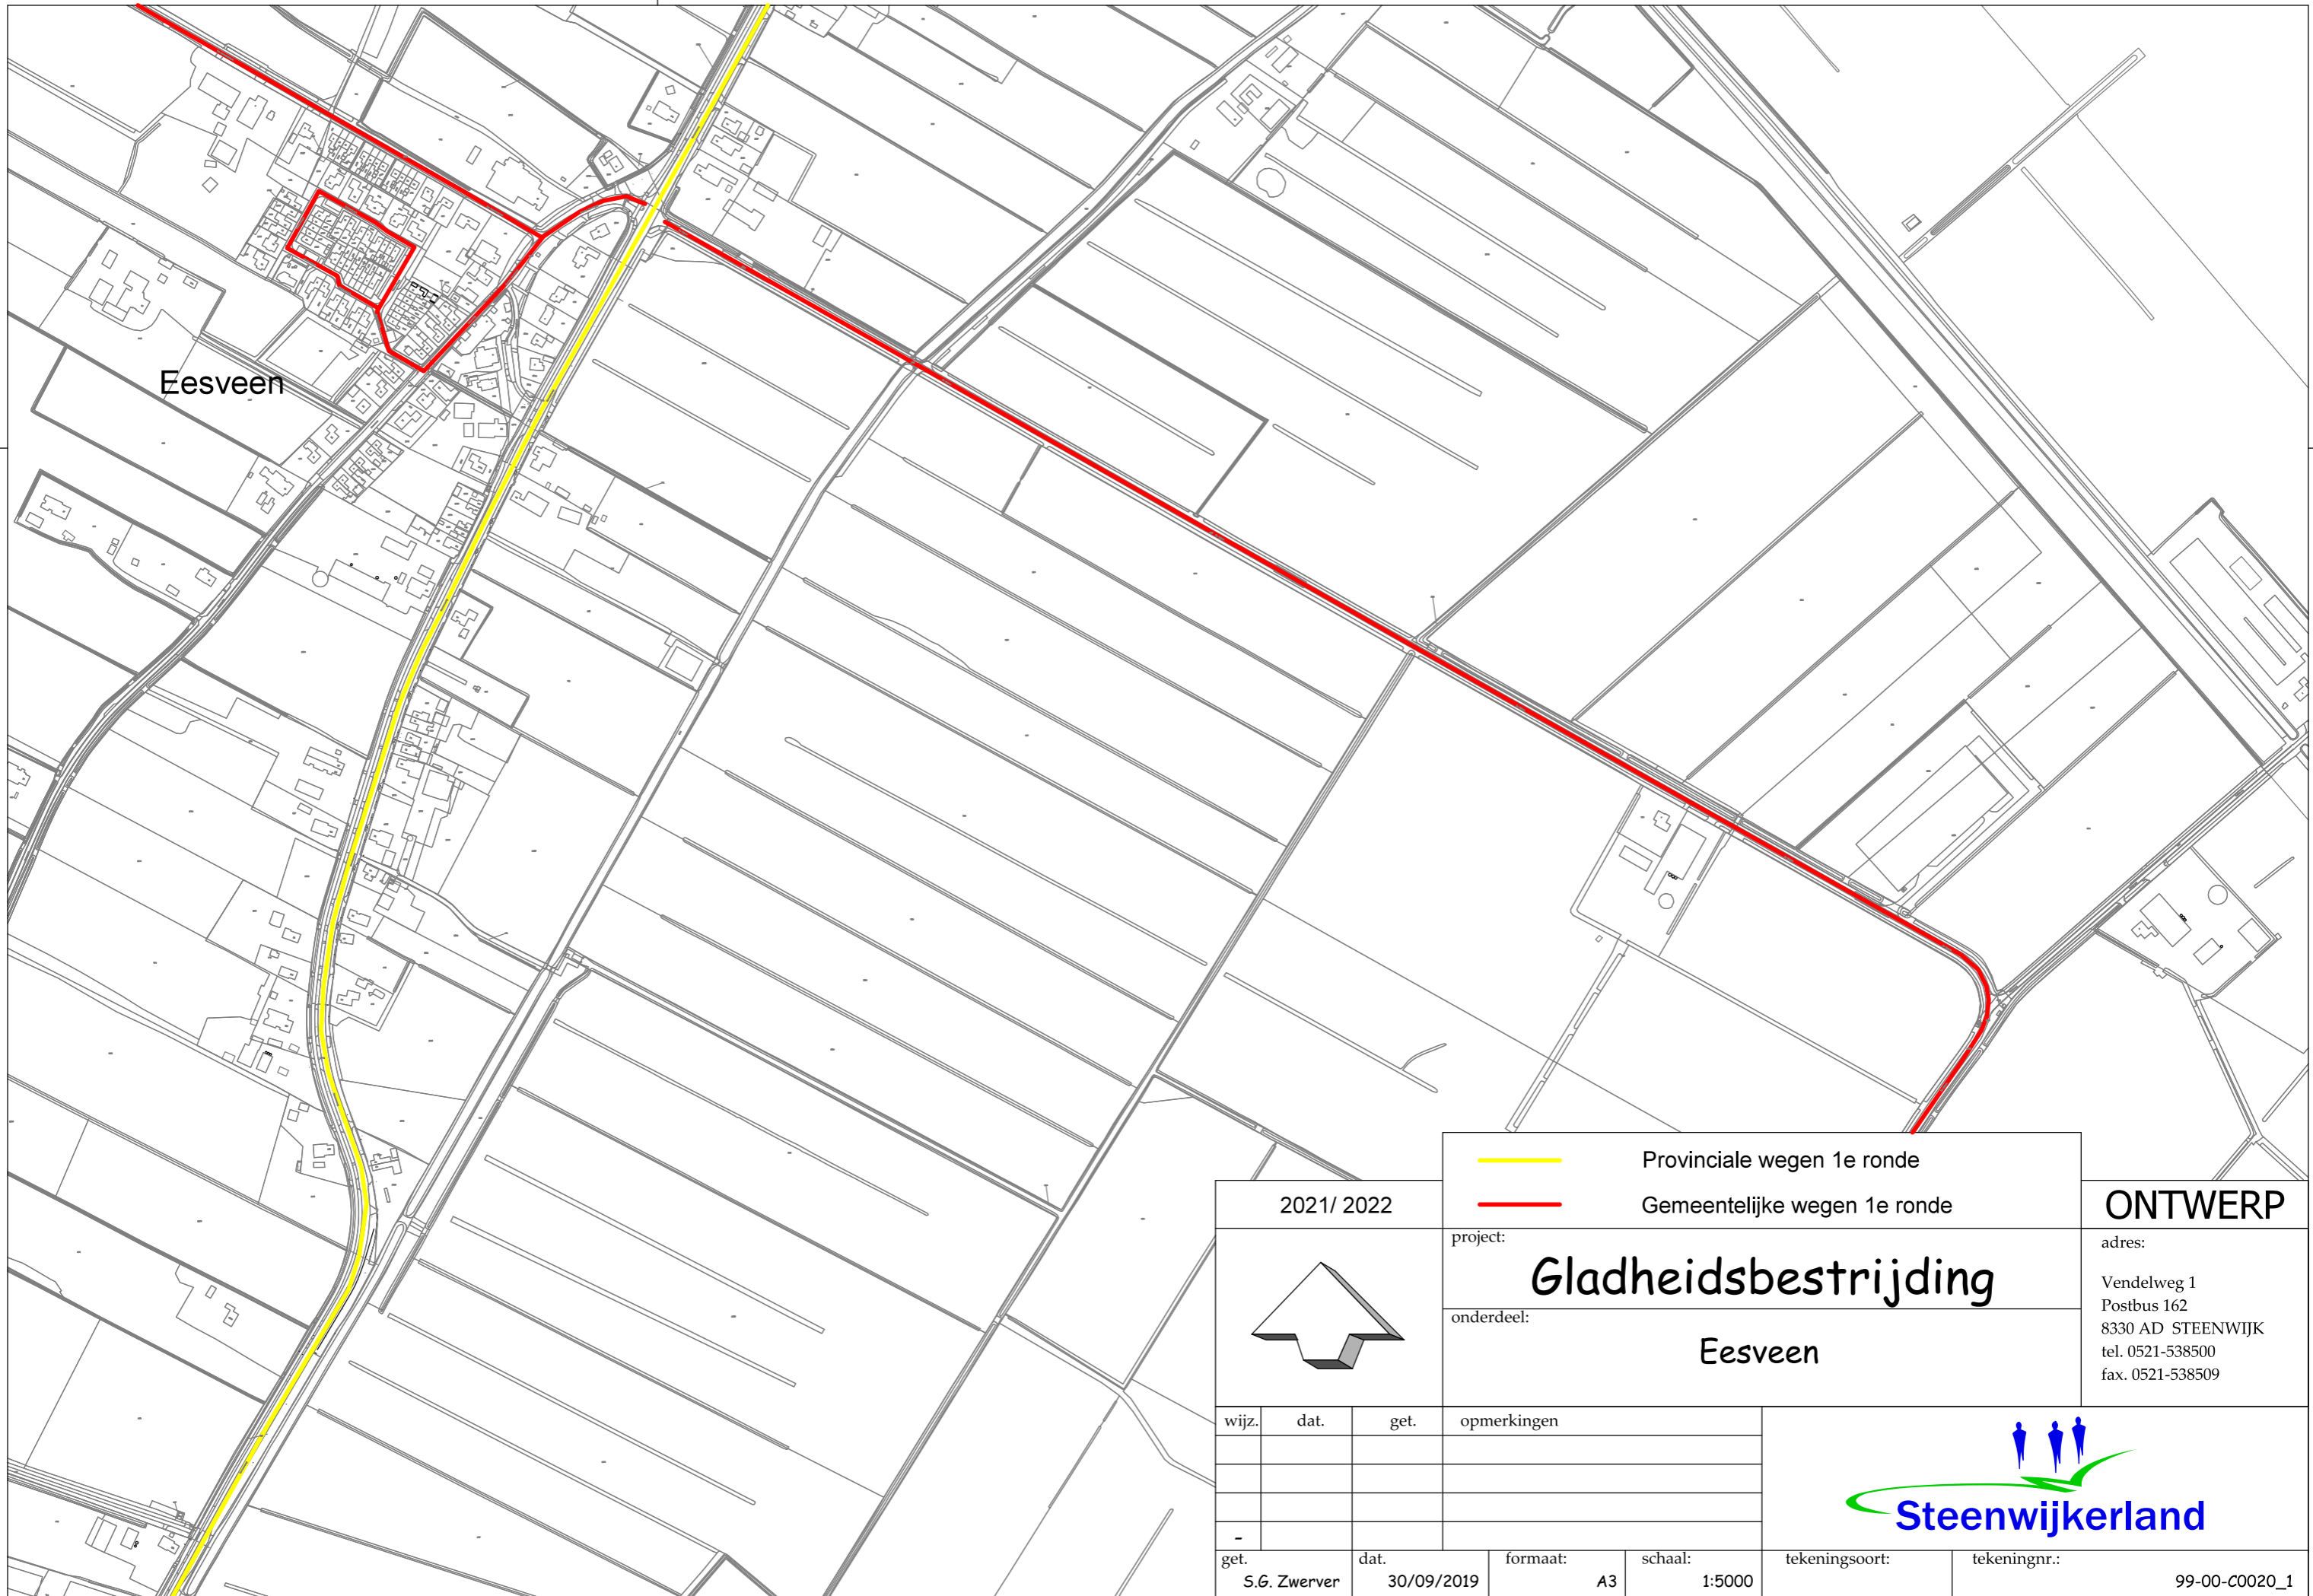 Eesveen
Provinciale wegen 1e ronde
Gemeentelijke wegen 1e ronde
2021/ 2022
ONTWERP
project:
Gladheidsbestrijding
onderdeel:
Eesveen
adres:
Vendelweg 1
Postbus 162
8330 AD STEENWIJK
tel. 0521-538500
fax. 0521-538509
wijz. dat. get. opmerkingen
-
Steenwijkerland
get. dat. formaat: schaal: tekeningsoort: tekeningnr.:
S.G. Zwerver 30/09/2019 A3 1:5000 99-00-C0020_1